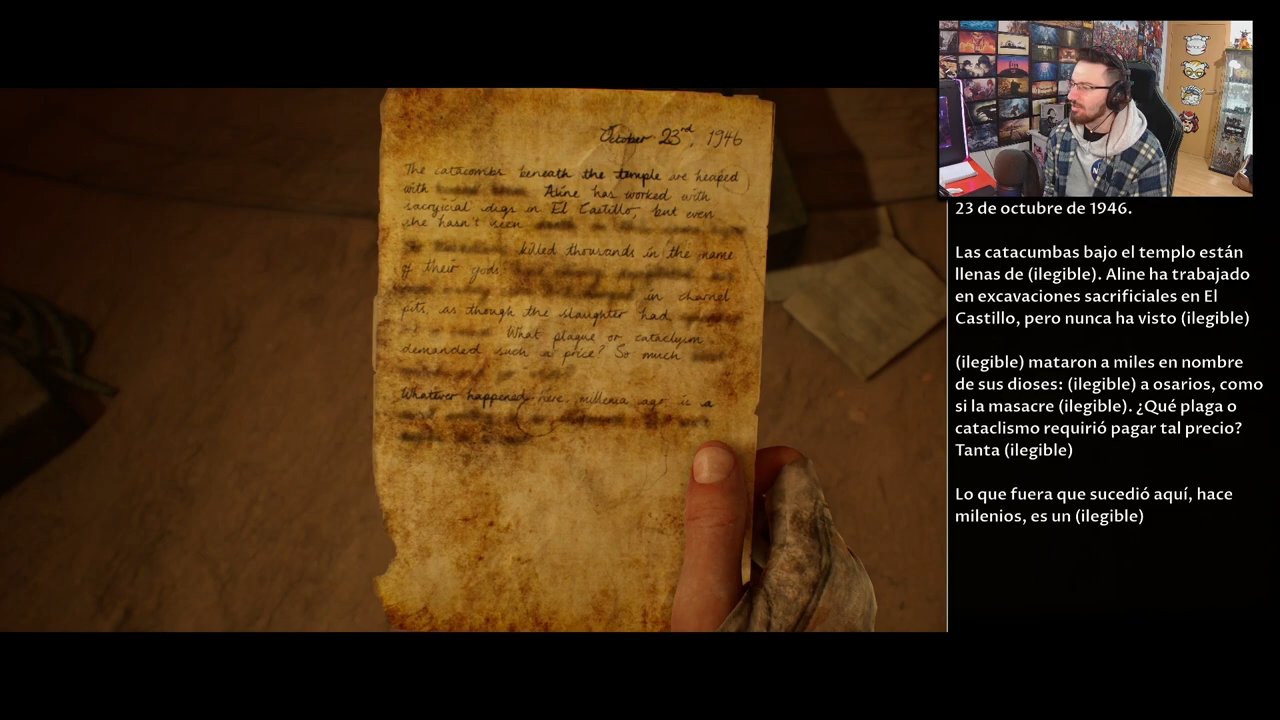 October 23rd, 1946
The catacombs beneath the temple are heaped
with Aline has worked with
sacrificial digs in El Castillo, but even
she hasn't seen
killed thousands in the name
of their gods:
in charnel
pits, as though the slaughter had
What plague or cataclysm
demanded such a price? So much
Whatever happened here, millenia ago, is a
23 de octubre de 1946.
Las catacumbas bajo el templo están
llenas de (ilegible). Aline ha trabajado
en excavaciones sacrificiales en El
Castillo, pero nunca ha visto (ilegible)
(ilegible) mataron a miles en nombre
de sus dioses: (ilegible) a osarios, como
si la masacre (ilegible). ¿Qué plaga o
cataclismo requirió pagar tal precio?
Tanta (ilegible)
Lo que fuera que sucedió aquí, hace
milenios, es un (ilegible)